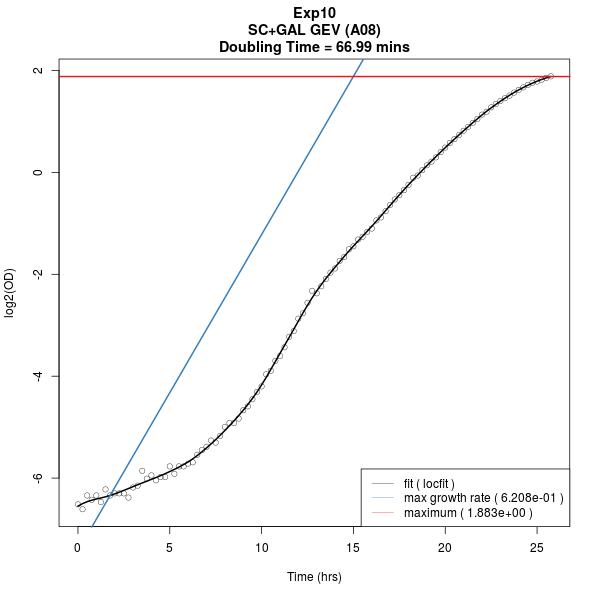 Exp10
SC+GAL GEV (A08)
Doubling Time = 66.99 mins
2
0
-2
-4
-6
log2(OD)
0 5 10 15 20 25
Time (hrs)
fit ( locfit )
max growth rate ( 6.208e-01 )
maximum ( 1.883e+00 )